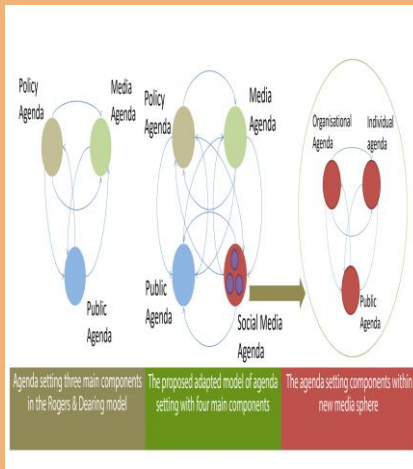 Policy
Agenda
Media
Agenda
Public
Agenda
Policy
Agenda
Media
Agenda
Public
Agenda
Social Media
Agenda
Organisational
Agenda
Individual
agenda
Public
Agenda
Agenda setting three main components
in the Rogers & Dearing model
The proposed adapted model of agenda
setting with four main components
The agenda setting components within
new media sphere